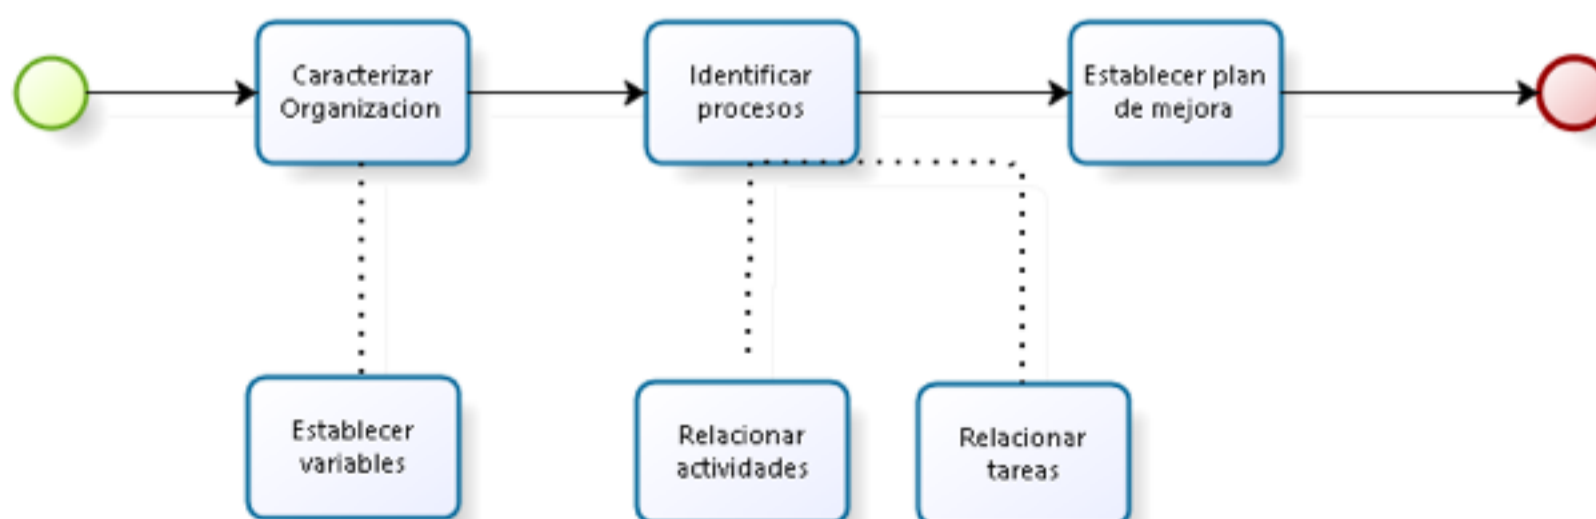 Caracterizar
Organizacion
Identificar
procesos
Establecer plan
de mejora
Establecer
variables
Relacionar
actividades
Relacionar
tareas